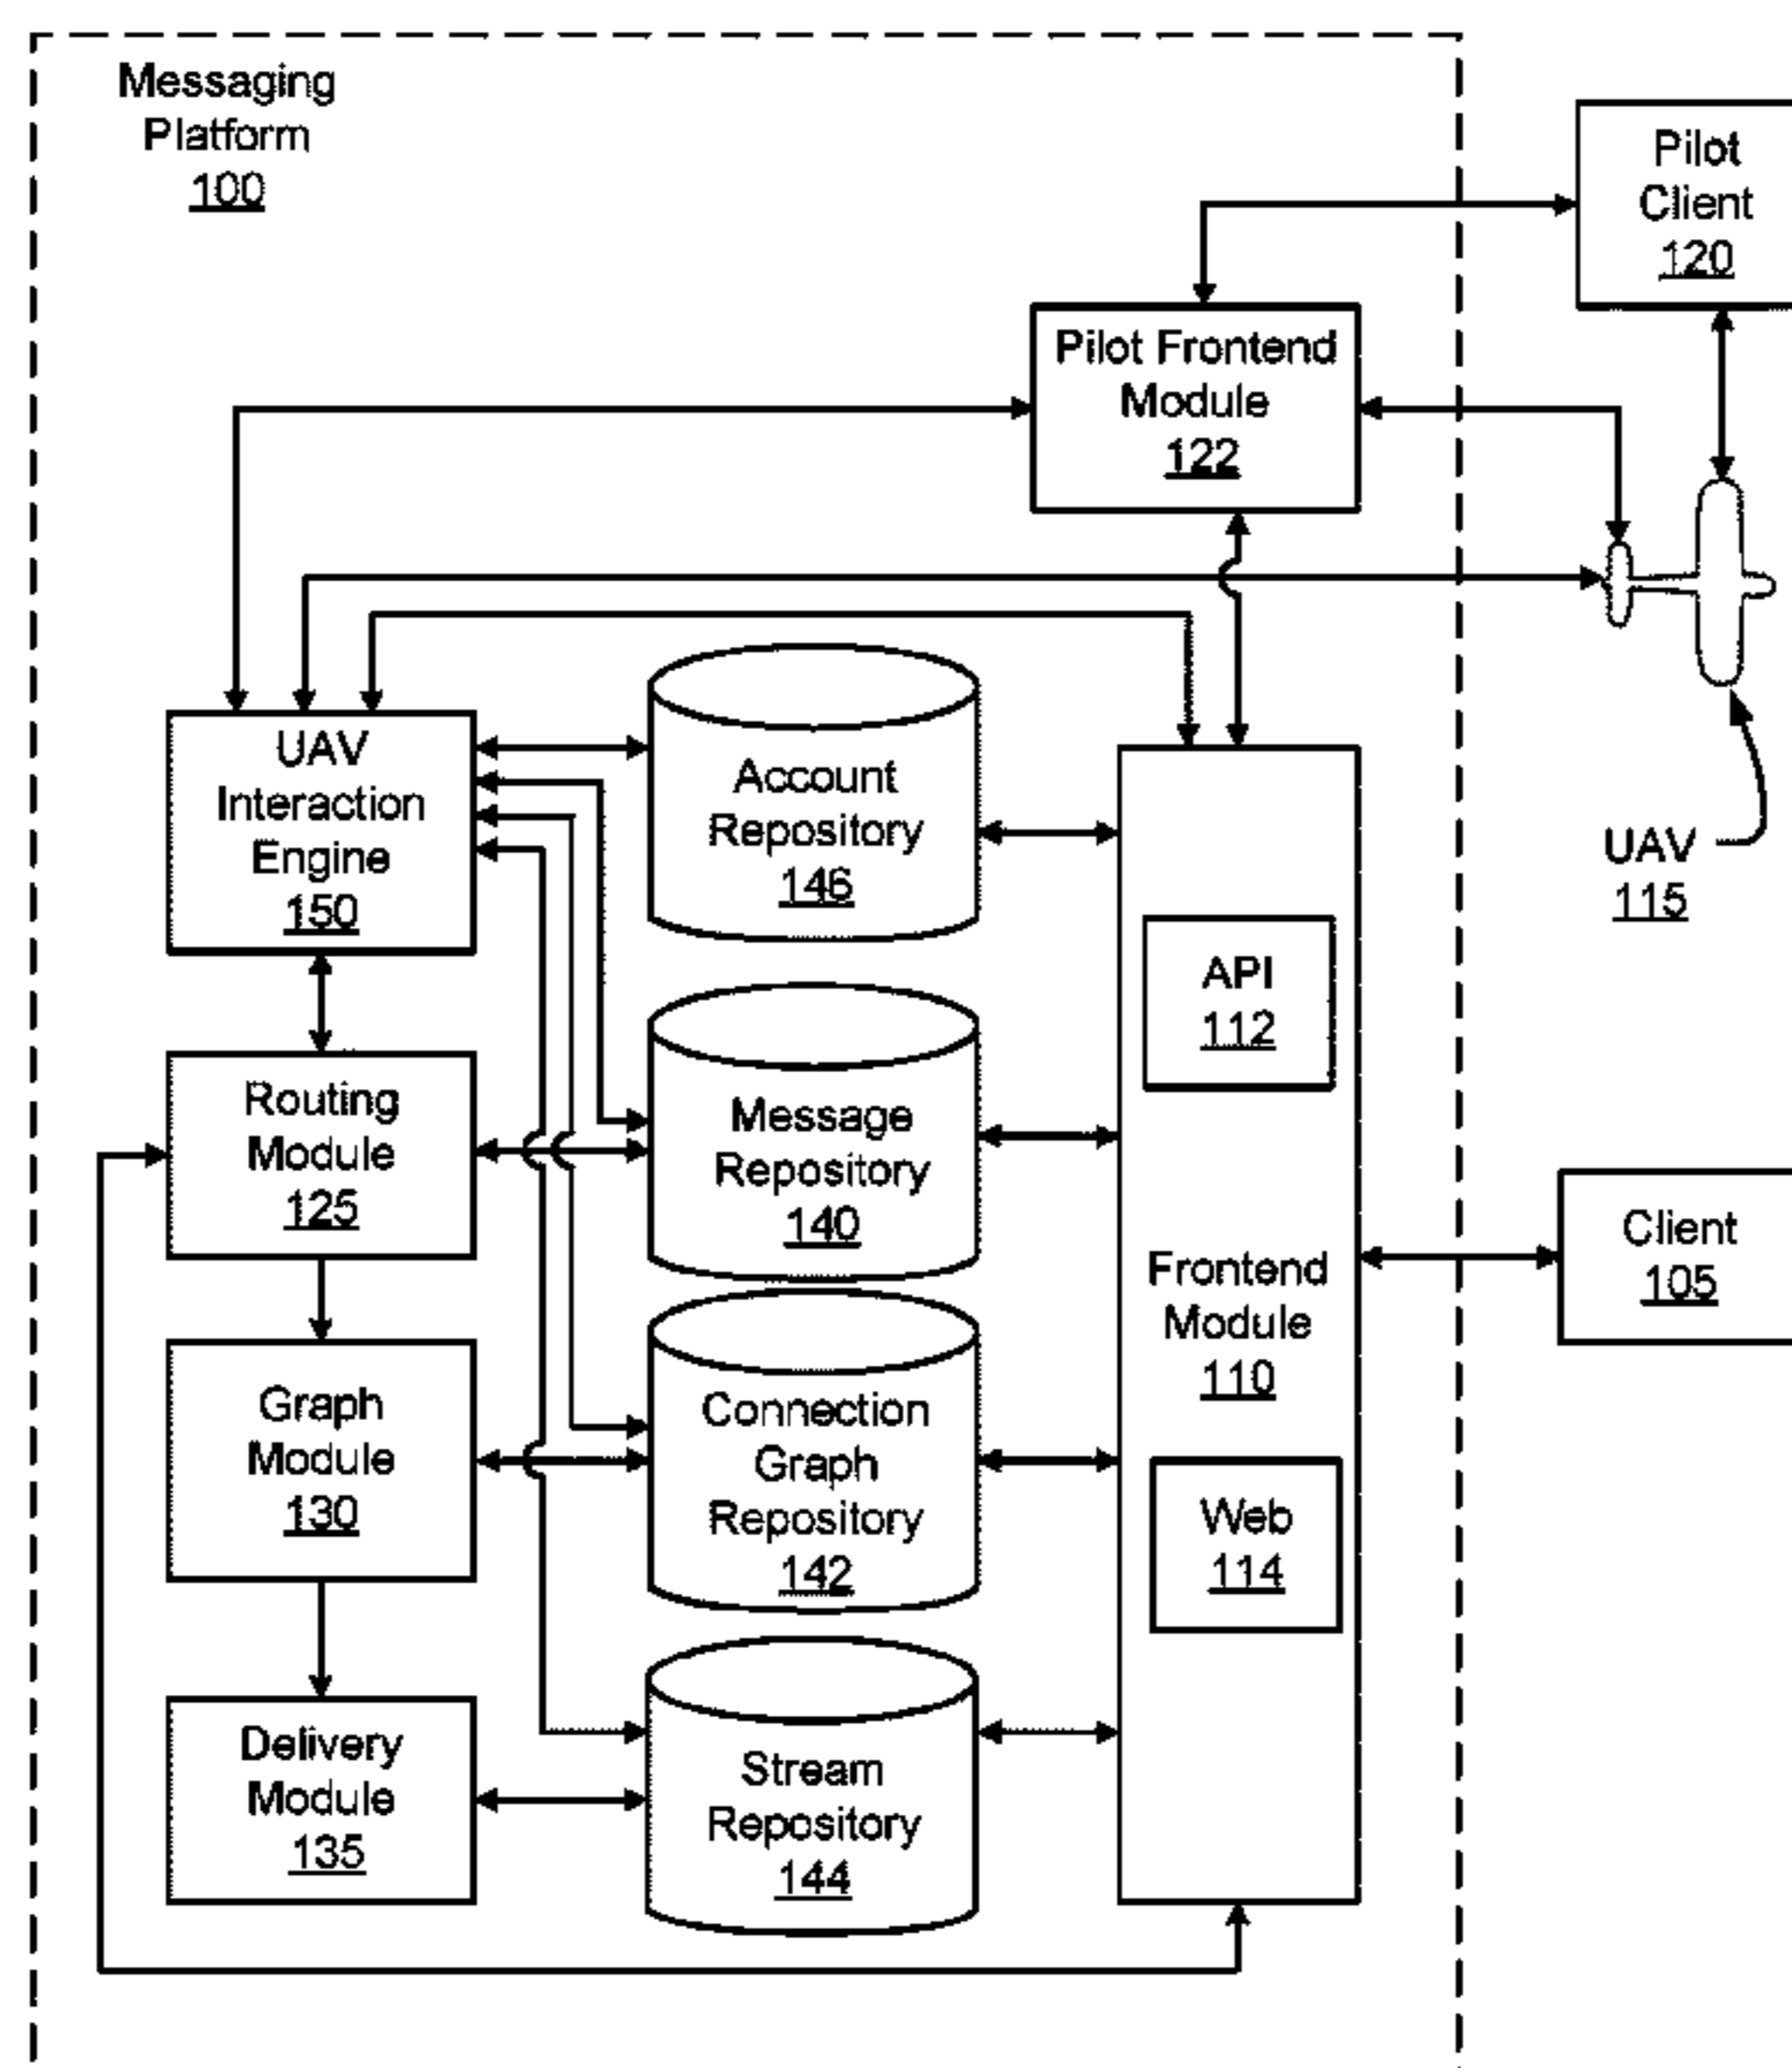 Messaging
Platform
100
Pilot
Client
120
Pilot Frontend
Module
122
UAV
Interaction
Engine
150
Account
Repository
146
UAV
115
API
112
Routing
Module
125
Message
Repository
140
Frontend
Module
110
Client
105
Graph
Module
130
Connection
Graph
Repository
142
Web
114
Delivery
Module
135
Stream
Repository
144